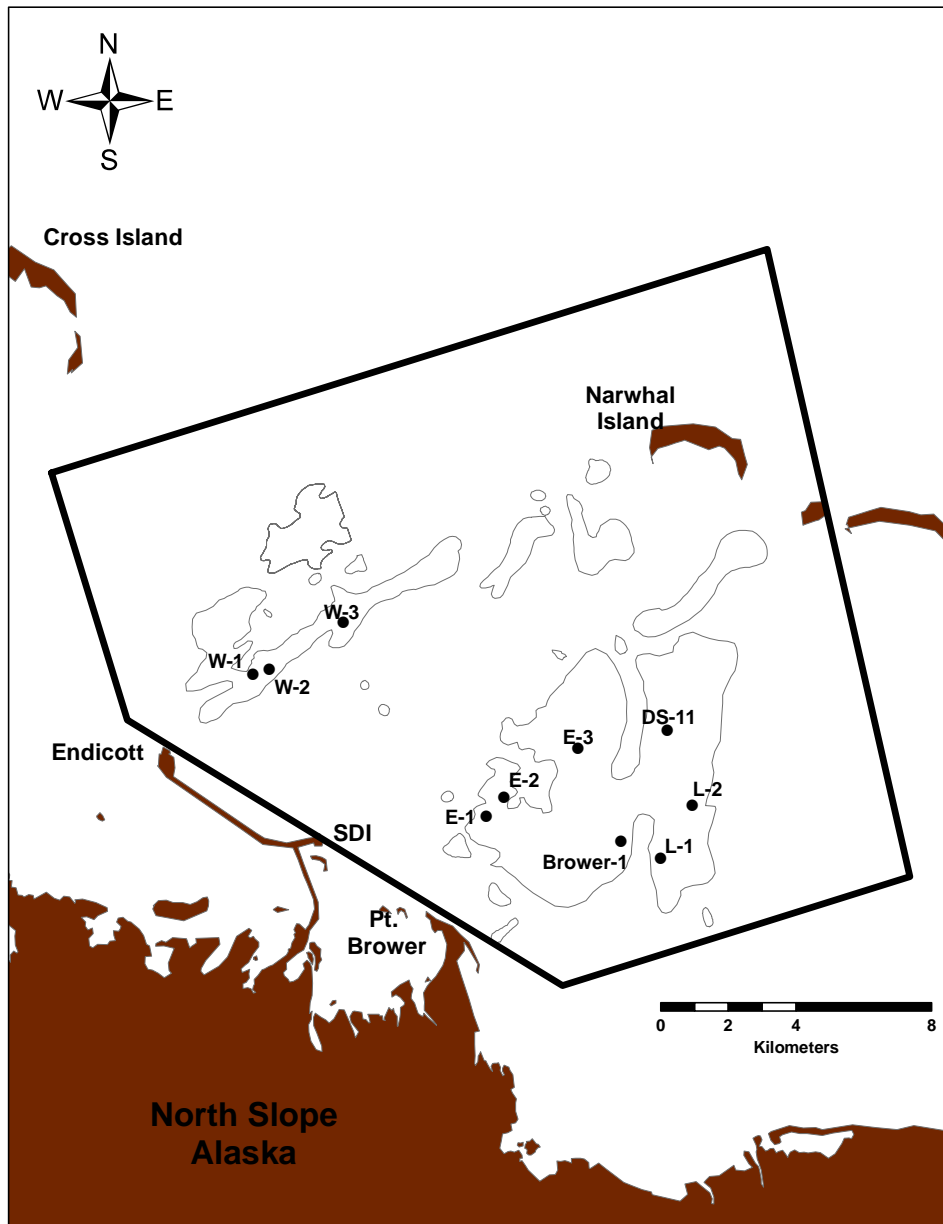 N
W E
S
Cross Island
Narwhal
Island
W-3
W-1
W-2
DS-11
E-3
Endicott
E-2
L-2
E-1
SDI
L-1
Brower-1
Pt.
Brower
0 2 4 8
Kilometers
North Slope
Alaska